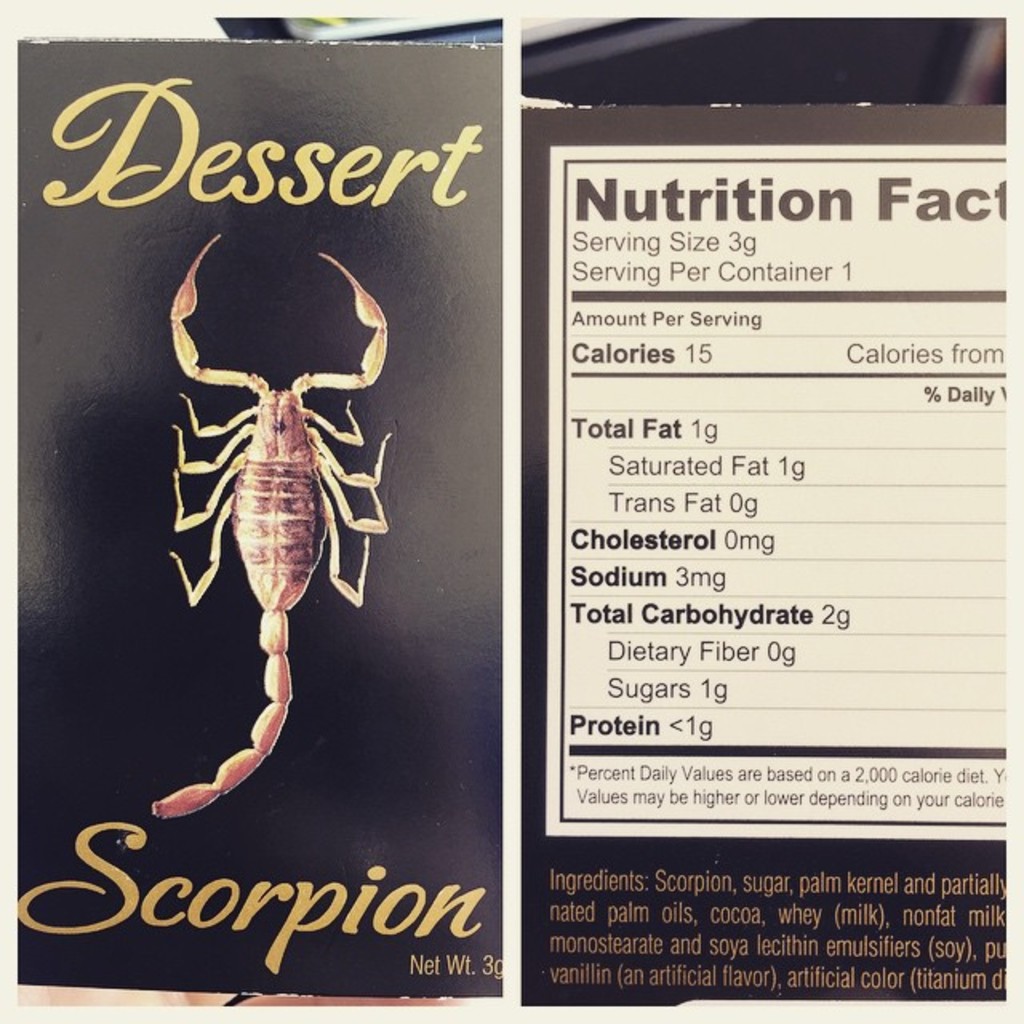 Dessert
Scorpion
Net Wt. 3g
Nutrition Fact
Serving Size 3g
Serving Per Container 1
Amount Per Serving
Calories 15 Calories from
% Daily
Total Fat 1g
Saturated Fat 1g
Trans Fat 0g
Cholesterol 0mg
Sodium 3mg
Total Carbohydrate 2g
Dietary Fiber 0g
Sugars 1g
Protein <1g
*Percent Daily Values are based on a 2,000 calorie diet.
Values may be higher or lower depending on your calorie
Ingredients: Scorpion, sugar, palm kernel and partially
nated palm oils, cocoa, whey (milk), nonfat milk
monostearate and soya lecithin emulsifiers (soy), pu
vanillin (an artificial flavor), artificial color (titanium di